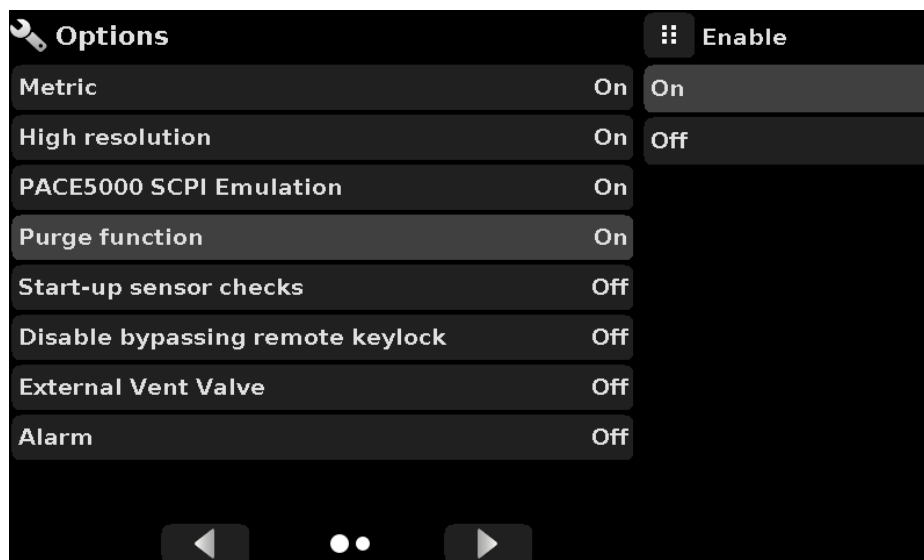 Options
Metric On
High resolution On
PACE5000 SCPI Emulation On
Purge function On
Start-up sensor checks Off
Disable bypassing remote keylock Off
External Vent Valve Off
Alarm Off
Enable
On
Off